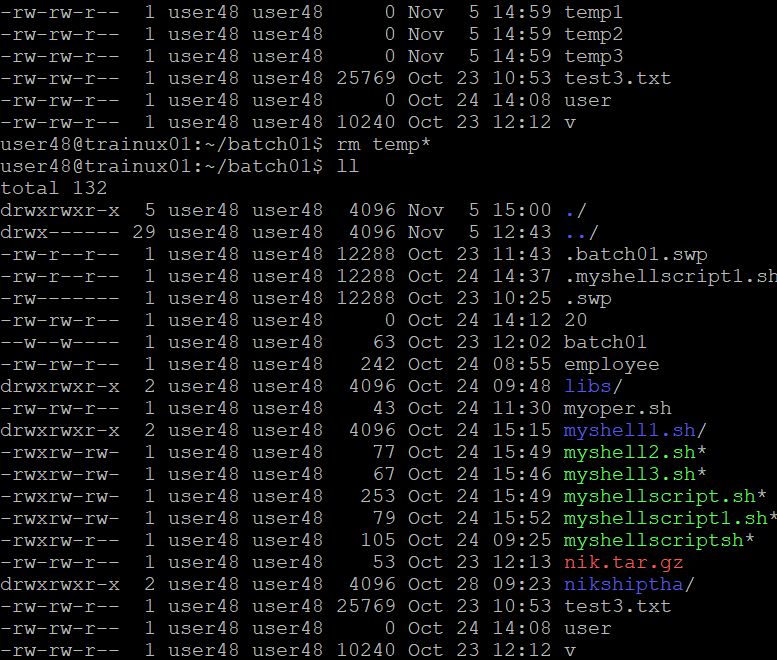 -rw-rw-r--  1 user48 user48     0 Nov  5 14:59 temp1
-rw-rw-r--  1 user48 user48     0 Nov  5 14:59 temp2
-rw-rw-r--  1 user48 user48     0 Nov  5 14:59 temp3
-rw-rw-r--  1 user48 user48 25769 Oct 23 10:53 test3.txt
-rw-rw-r--  1 user48 user48     0 Oct 24 14:08 user
-rw-rw-r--  1 user48 user48 10240 Oct 23 12:12 v
user48@trainux01:~/batch01$ rm temp*
user48@trainux01:~/batch01$ ll
total 132
drwxrwxr-x  5 user48 user48  4096 Nov  5 15:00 ./
drwx------ 29 user48 user48  4096 Nov  5 12:43 ../
-rw-r--r--  1 user48 user48 12288 Oct 23 11:43 .batch01.swp
-rw-r--r--  1 user48 user48 12288 Oct 24 14:37 .myshellscript1.sh
-rw-------  1 user48 user48 12288 Oct 23 10:25 .swp
-rw-rw-r--  1 user48 user48     0 Oct 24 14:12 20
--w--w----  1 user48 user48    63 Oct 23 12:02 batch01
-rw-rw-r--  1 user48 user48   242 Oct 24 08:55 employee
drwxrwxr-x  2 user48 user48  4096 Oct 24 09:48 libs/
-rw-rw-r--  1 user48 user48    43 Oct 24 11:30 myoper.sh
drwxrwxr-x  2 user48 user48  4096 Oct 24 15:15 myshell1.sh/
-rwxrw-rw-  1 user48 user48    77 Oct 24 15:49 myshell2.sh*
-rwxrw-rw-  1 user48 user48    67 Oct 24 15:46 myshell3.sh*
-rwxrw-rw-  1 user48 user48   253 Oct 24 15:49 myshellscript.sh*
-rwxrw-rw-  1 user48 user48    79 Oct 24 15:52 myshellscript1.sh*
-rwxrw-r--  1 user48 user48   105 Oct 24 09:25 myshellscriptsh*
-rw-rw-r--  1 user48 user48    53 Oct 23 12:13 nik.tar.gz
drwxrwxr-x  2 user48 user48  4096 Oct 28 09:23 nikshiptha/
-rw-rw-r--  1 user48 user48 25769 Oct 23 10:53 test3.txt
-rw-rw-r--  1 user48 user48     0 Oct 24 14:08 user
-rw-rw-r--  1 user48 user48 10240 Oct 23 12:12 v